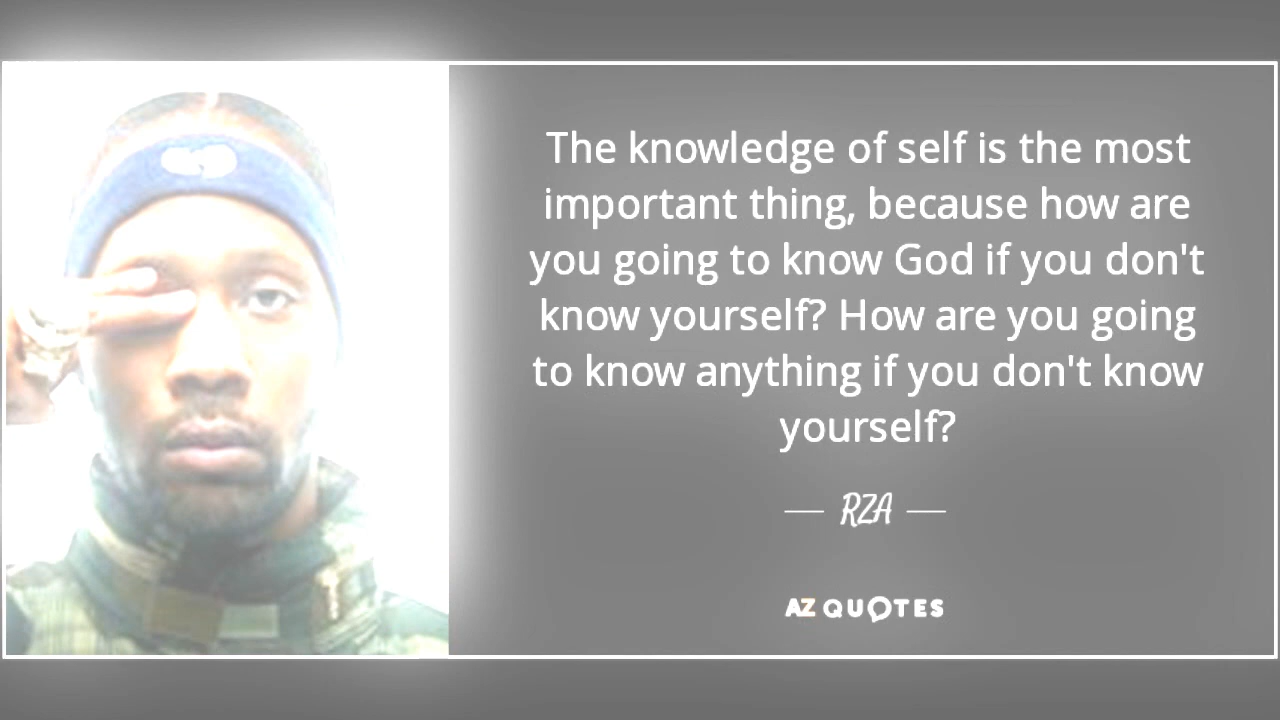 The knowledge of self is the most
important thing, because how are
you going to know God if you don't
know yourself? How are you going
to know anything if you don't know
yourself?
— RZA —
AZ QUOTES